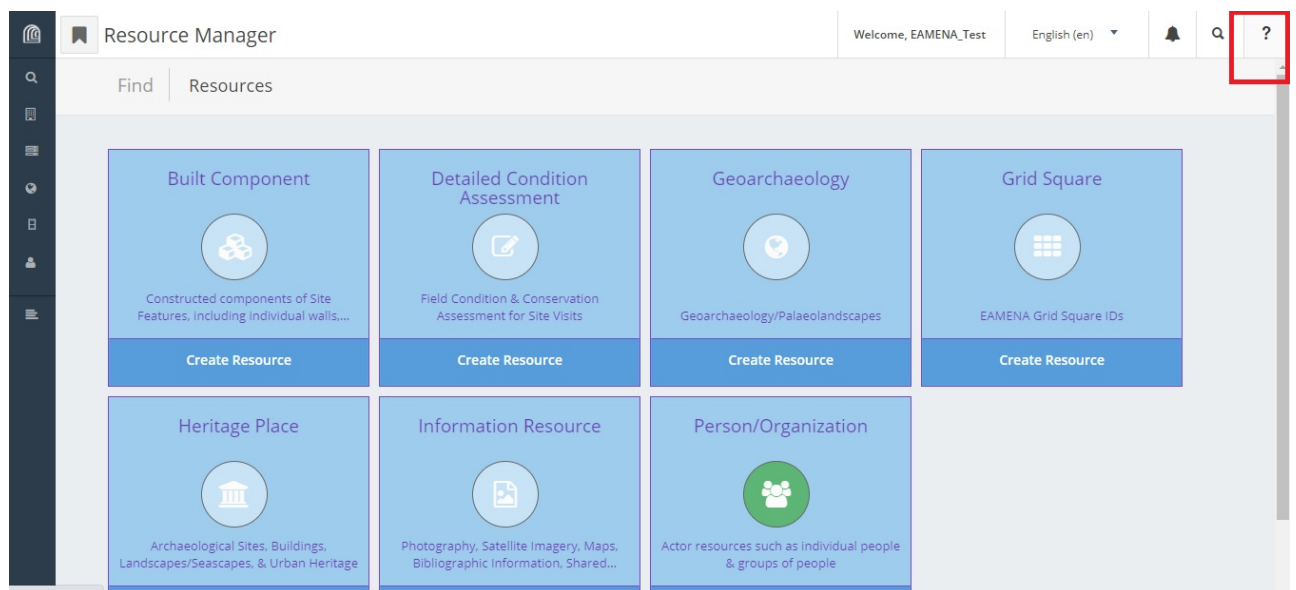 Resource Manager
Welcome, EAMENA_Test
English (en)
?
Find
Resources
Built Component
Constructed components of Site
Features, including individual walls,...
Create Resource
Detailed Condition
Assessment
Field Condition & Conservation
Assessment for Site Visits
Create Resource
Geoarchaeology
Geoarchaeology/Palaeolandscapes
Create Resource
Grid Square
EAMENA Grid Square IDs
Create Resource
Heritage Place
Archaeological Sites, Buildings,
Landscapes/Seascapes, & Urban Heritage
Information Resource
Photography, Satellite Imagery, Maps,
Bibliographic Information, Shared...
Person/Organization
Actor resources such as individual people
& groups of people